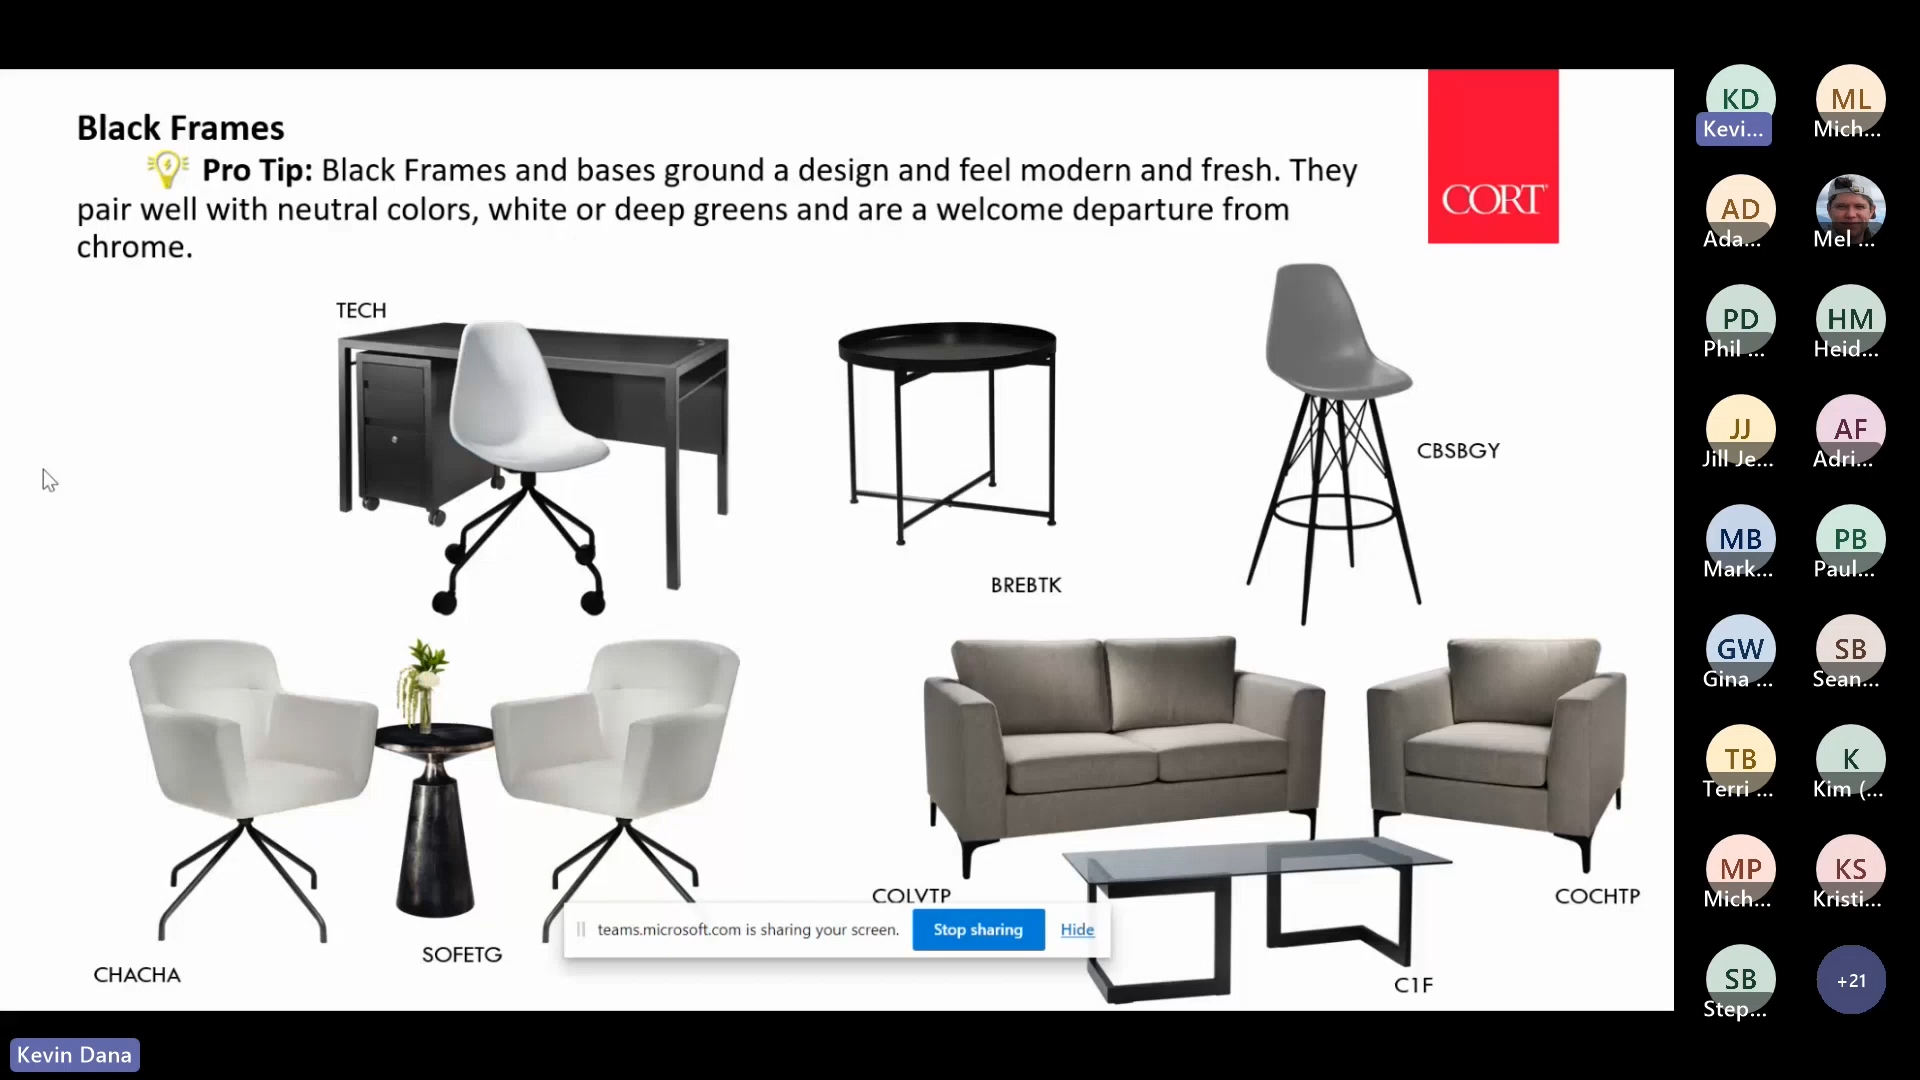 Black Frames
Pro Tip: Black Frames and bases ground a design and feel modern and fresh. They
pair well with neutral colors, white or deep greens and are a welcome departure from
chrome.
CORT
TECH
CBSBGY
BREBTK
COLVTP
COCHTP
SOFETG
CHACHA
C1F
teams.microsoft.com is sharing your screen.
Stop sharing
Hide
KD
Kevi...
ML
Mich...
AD
Ada...
Mel ...
PD
Phil ...
HM
Heid...
JJ
Jill Je...
AF
Adri...
MB
Mark...
PB
Paul...
GW
Gina ...
SB
Sean...
TB
Terri ...
K
Kim (...
MP
Mich...
KS
Kristi...
SB
Step...
+21
Kevin Dana